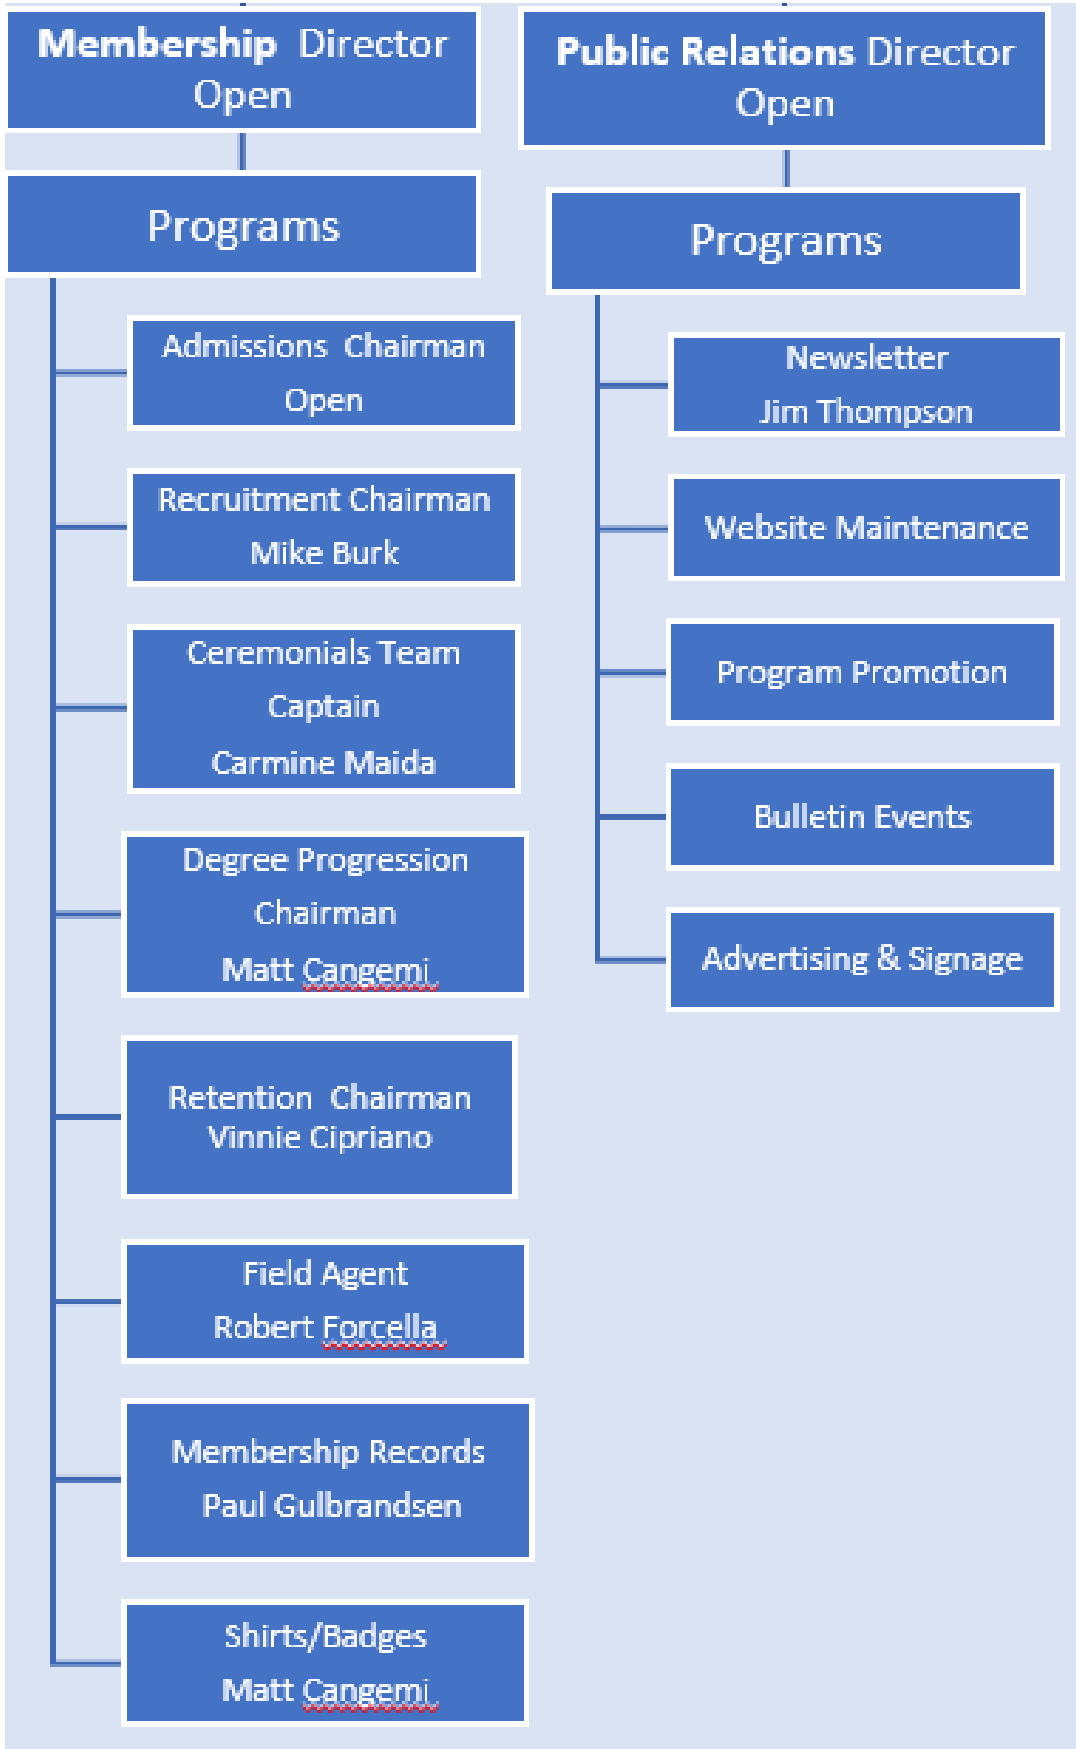 Membership Director
Open
Programs
Admissions Chairman
Open
Recruitment Chairman
Mike Burk
Ceremonials Team
Captain
Carmine Maida
Degree Progression
Chairman
Matt Cangemi
Retention Chairman
Vinnie Cipriano
Field Agent
Robert Forcella
Membership Records
Paul Gulbrandsen
Shirts/Badges
Matt Cangemi
Public Relations Director
Open
Programs
Newsletter
Jim Thompson
Website Maintenance
Program Promotion
Bulletin Events
Advertising & Signage